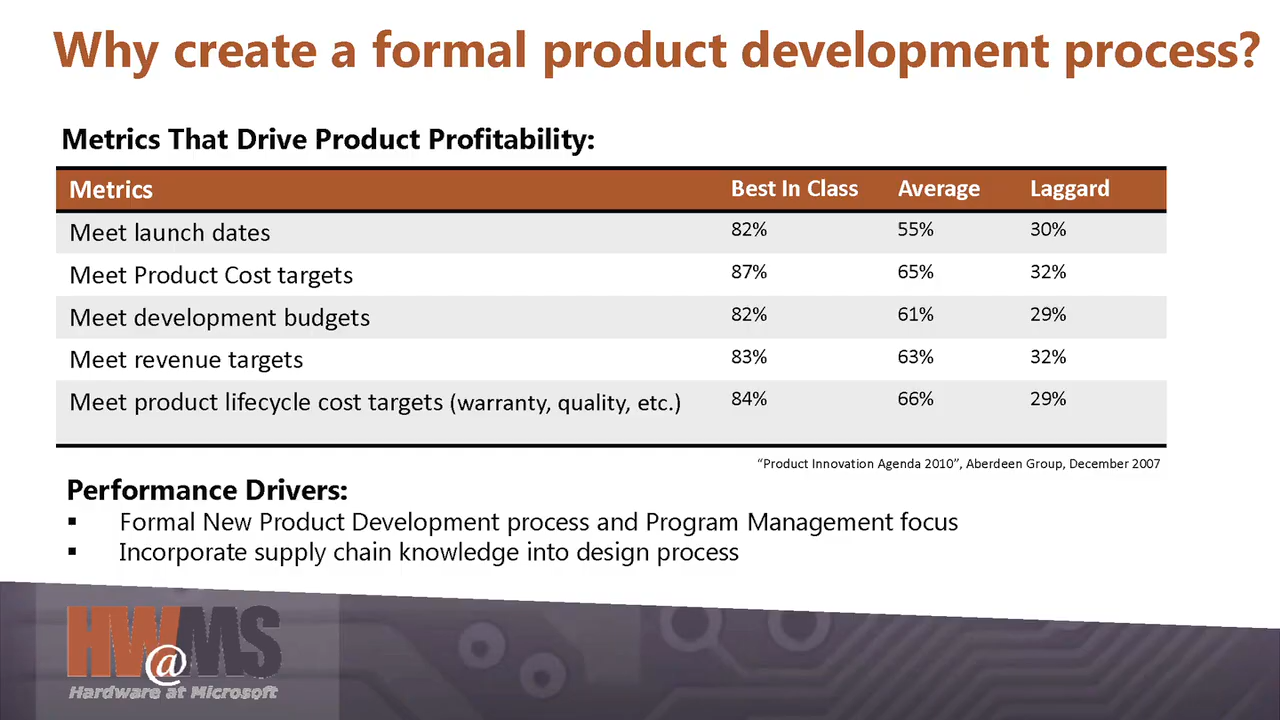 Why create a formal product development process?
Metrics That Drive Product Profitability:
Metrics Best In Class Average Laggard
Meet launch dates 82% 55% 30%
Meet Product Cost targets 87% 65% 32%
Meet development budgets 82% 61% 29%
Meet revenue targets 83% 63% 32%
Meet product lifecycle cost targets (warranty, quality, etc.) 84% 66% 29%
“Product Innovation Agenda 2010”, Aberdeen Group, December 2007
Performance Drivers:
▪ Formal New Product Development process and Program Management focus
▪ Incorporate supply chain knowledge into design process
HW@MS
Hardware at Microsoft